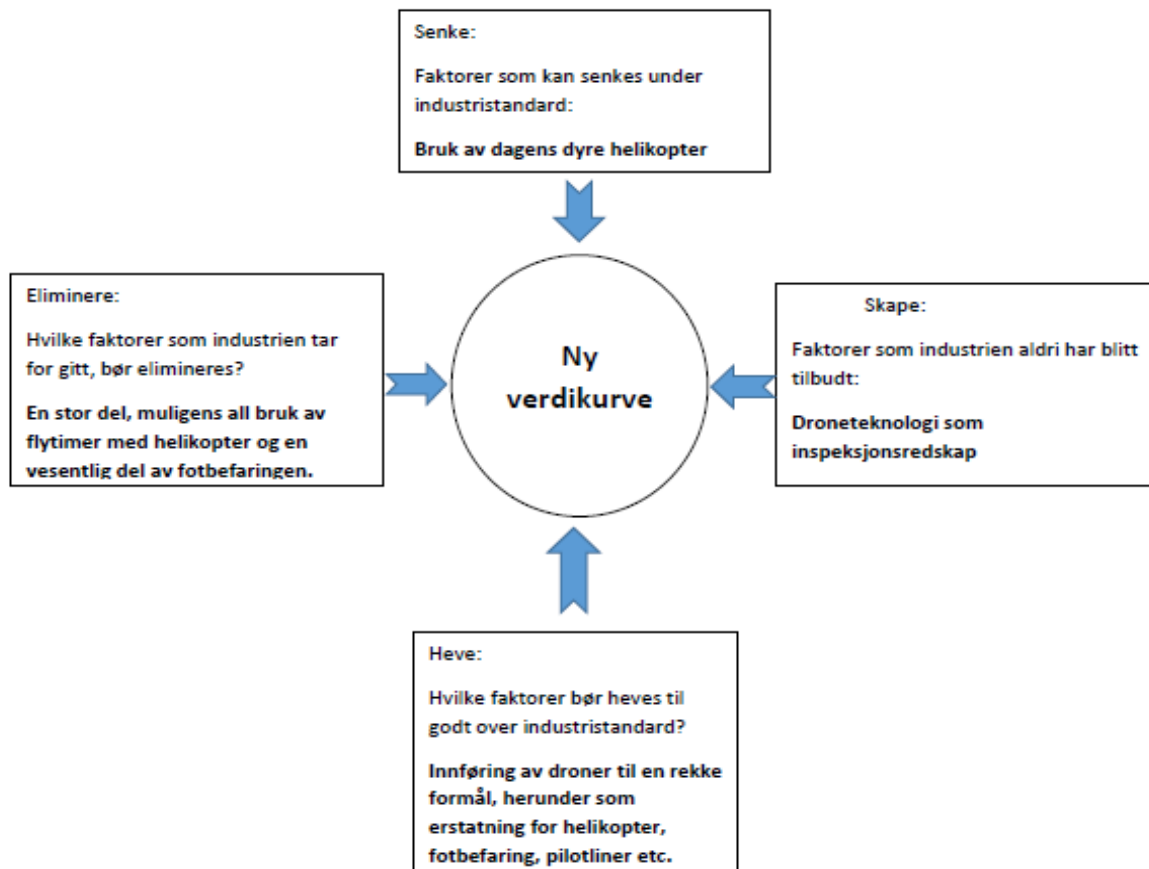 Senke:
Faktorer som kan senkes under
industristandard:
Bruk av dagens dyre helikopter
Eliminere:
Hvilke faktorer som industrien tar
for gitt, bør elimineres?
En stor del, muligens all bruk av
flytimer med helikopter og en
vesentlig del av fotbefaringen.
Ny
verdikurve
Skape:
Faktorer som industrien aldri har blitt
tilbudt:
Droneteknologi som
inspeksjonsredskap
Heve:
Hvilke faktorer bør heves til
godt over industristandard?
Innføring av droner til en rekke
formål, herunder som
erstatning for helikopter,
fotbefaring, pilotliner etc.